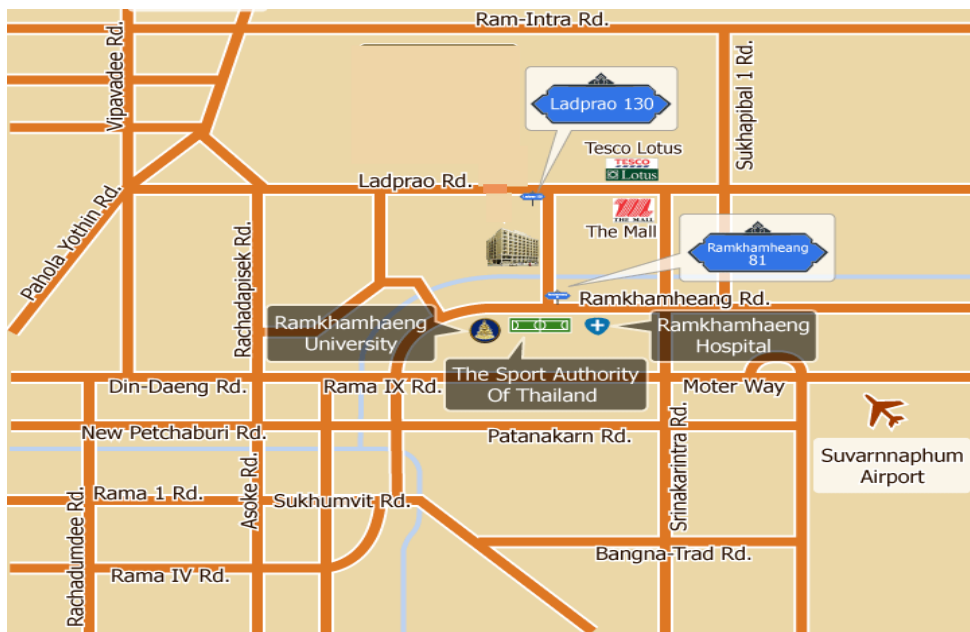 Ram-Intra Rd.
Vipavadee Rd.
Sukhapibal 1 Rd.
Ladprao 130
Tesco Lotus
TESCO
Lotus
Ladprao Rd.
THE MALL
The Mall
Pahola Yothin Rd.
Rachadapisek Rd.
Ramkhamheang
81
Ramkhamheang Rd.
Ramkhamhaeng
University
Ramkhamhaeng
Hospital
The Sport Authority
Of Thailand
Din-Daeng Rd.
Rama IX Rd.
Moter Way
New Petchaburi Rd.
Patanakarn Rd.
Srinakarintra Rd.
Suvarnnaphum
Airport
Asoke Rd.
Rama 1 Rd.
Sukhumvit Rd.
Rachadumdee Rd.
Bangna-Trad Rd.
Rama IV Rd.